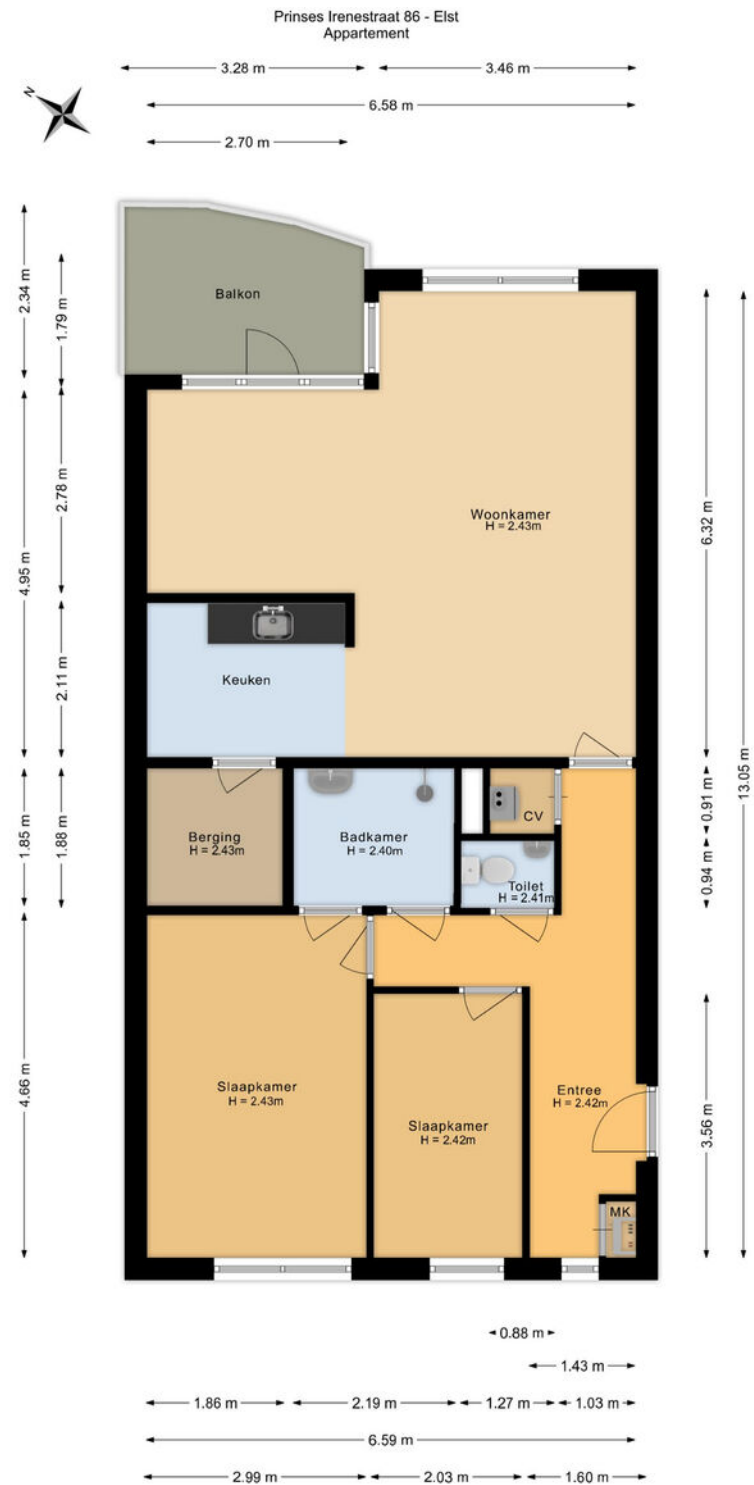 Prinses Irenestraat 86 - Elst
Appartement
3.28 m
3.46 m
6.58 m
2.70 m
N
2.34 m
1.79 m
Balkon
4.95 m
2.78 m
Woonkamer
H = 2.43m
6.32 m
2.11 m
Keuken
13.05 m
1.85 m
1.88 m
Berging
H = 2.43m
Badkamer
H = 2.40m
CV
0.91 m
Toilet
H = 2.41m
0.94 m
4.66 m
Slaapkamer
H = 2.43m
Slaapkamer
H = 2.42m
Entree
H = 2.42m
3.56 m
MK
0.88 m
1.43 m
1.86 m
2.19 m
1.27 m
1.03 m
6.59 m
2.99 m
2.03 m
1.60 m